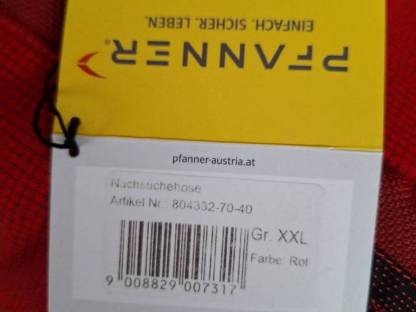 PFANNER®
EINFACH. SICHER. LEBEN.
pfanner-austria.at
Nachsuchehose
Artikel Nr.: 804332-70-40
Gr. XXL
Farbe: Rot
9 008829 007317